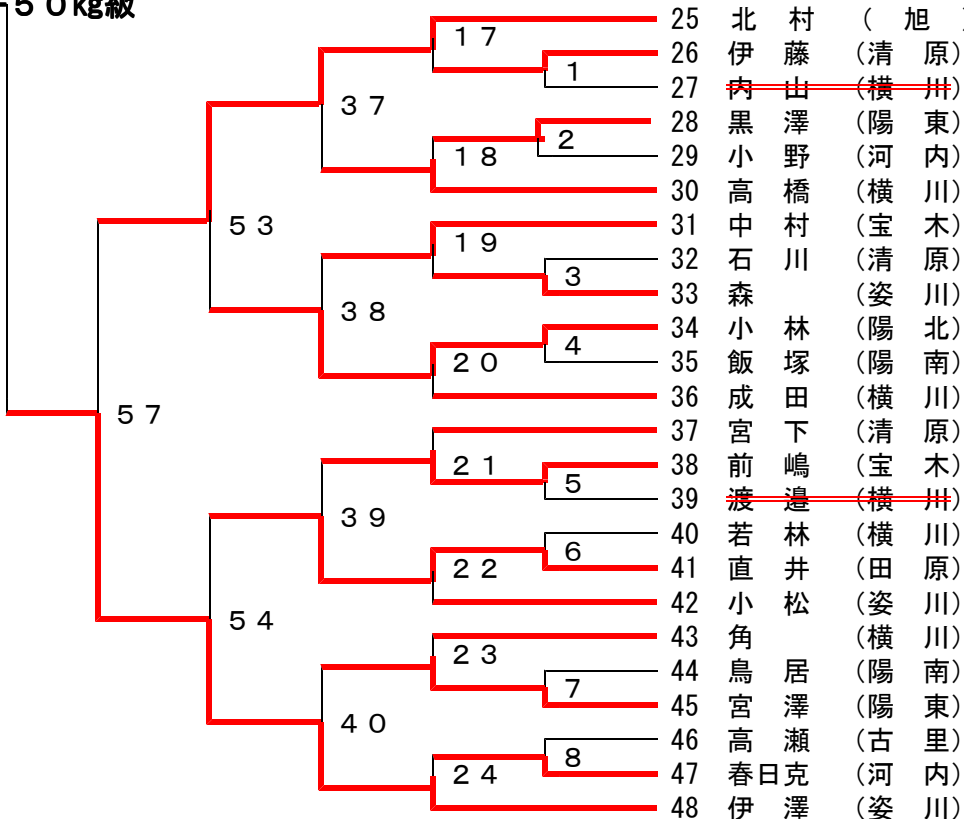 -50kg級
25 北村 (旭)
26 伊藤 (清原)
27 内山 (横川)
28 黒澤 (陽東)
29 小野 (河内)
30 高橋 (横川)
31 中村 (宝木)
32 石川 (清原)
33 森 (姿川)
34 小林 (陽北)
35 飯塚 (陽南)
36 成田 (横川)
37 宮下 (清原)
38 前嶋 (宝木)
39 渡邉 (横川)
40 若林 (横川)
41 直井 (田原)
42 小松 (姿川)
43 角 (横川)
44 鳥居 (陽南)
45 宮澤 (陽東)
46 高瀬 (古里)
47 春日克 (河内)
48 伊澤 (姿川)
1
2
3
4
5
6
7
8
17
18
19
20
21
22
23
24
37
38
39
40
53
54
57